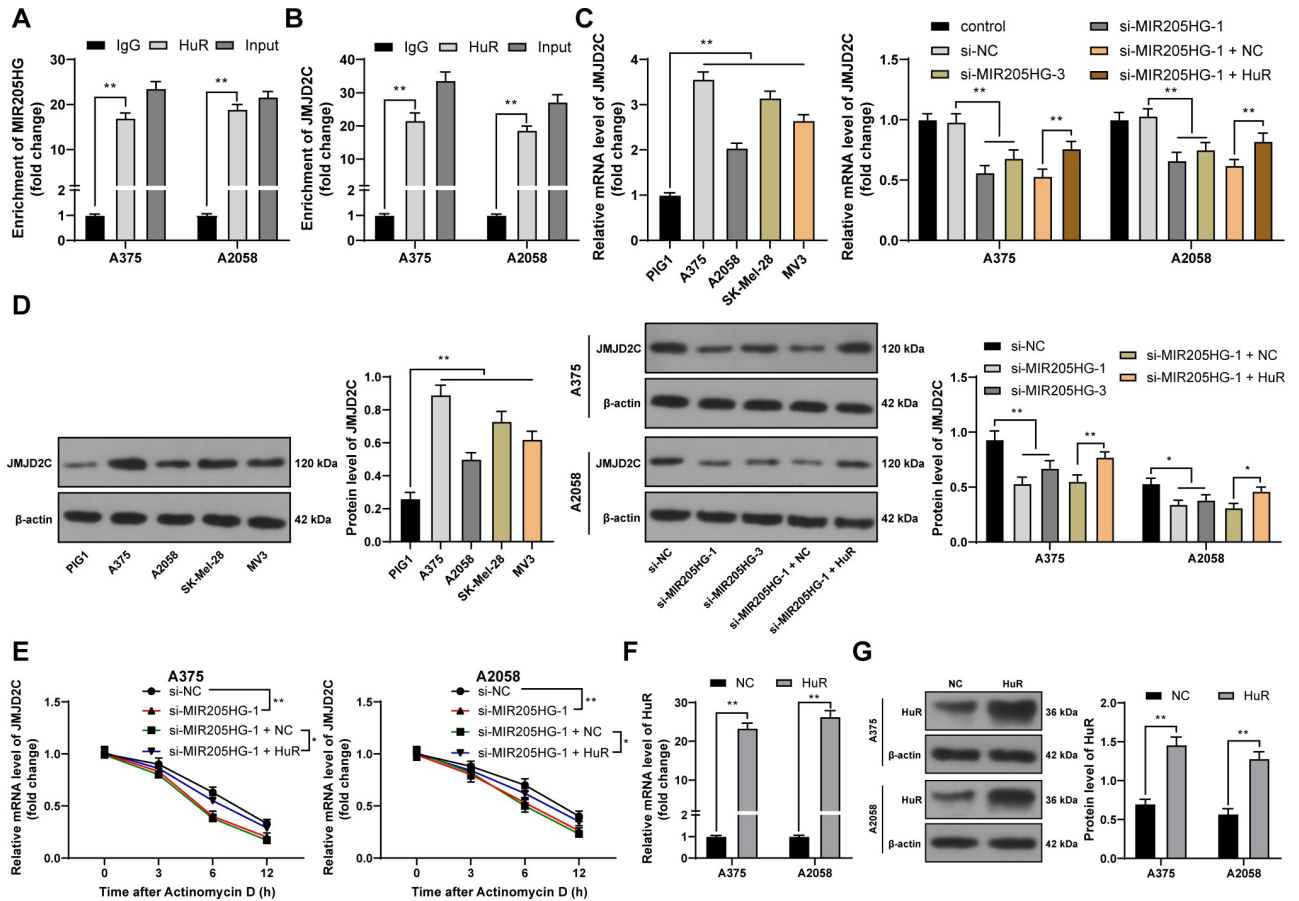 A
IgG HuR Input
Enrichment of MIR205HG
(fold change)
30
20
10
2
1
0
A375 A2058
** **
B
IgG HuR Input
Enrichment of JMJD2C
(fold change)
40
30
20
10
2
1
0
A375 A2058
** **
C
Relative mRNA level of JMJD2C
(fold change)
4
3
2
1
0
**
PIG1 A375 A2058 SK-Mel-28 MV3
control si-MIR205HG-1
si-NC si-MIR205HG-1 + NC
si-MIR205HG-3 si-MIR205HG-1 + HuR
Relative mRNA level of JMJD2C
(fold change)
1.5
1.0
0.5
0.0
** ** ** **
A375 A2058
D
JMJD2C 120 kDa
β-actin 42 kDa
PIG1 A375 A2058 SK-Mel-28 MV3
Protein level of JMJD2C
1.0
0.8
0.6
0.4
0.2
0.0
**
PIG1 A375 A2058 SK-Mel-28 MV3
A375
JMJD2C 120 kDa
β-actin 42 kDa
A2058
JMJD2C 120 kDa
β-actin 42 kDa
si-NC si-MIR205HG-1 si-MIR205HG-3 si-MIR205HG-1 + NC si-MIR205HG-1 + HuR
si-NC si-MIR205HG-1 + NC
si-MIR205HG-1 si-MIR205HG-1 + HuR
si-MIR205HG-3
Protein level of JMJD2C
1.5
1.0
0.5
0.0
** ** * *
A375 A2058
E
A375
si-NC
si-MIR205HG-1
si-MIR205HG-1 + NC
si-MIR205HG-1 + HuR
**
*
Relative mRNA level of JMJD2C
(fold change)
1.5
1.0
0.5
0.0
0 3 6 12
Time after Actinomycin D (h)
A2058
si-NC
si-MIR205HG-1
si-MIR205HG-1 + NC
si-MIR205HG-1 + HuR
**
*
Relative mRNA level of JMJD2C
(fold change)
1.5
1.0
0.5
0.0
0 3 6 12
Time after Actinomycin D (h)
F
NC HuR
Relative mRNA level of HuR
(fold change)
30
20
10
2
1
0
** **
A375 A2058
G
NC HuR
A375
HuR 36 kDa
β-actin 42 kDa
A2058
HuR 36 kDa
β-actin 42 kDa
NC HuR
Protein level of HuR
2.0
1.5
1.0
0.5
0.0
** **
A375 A2058